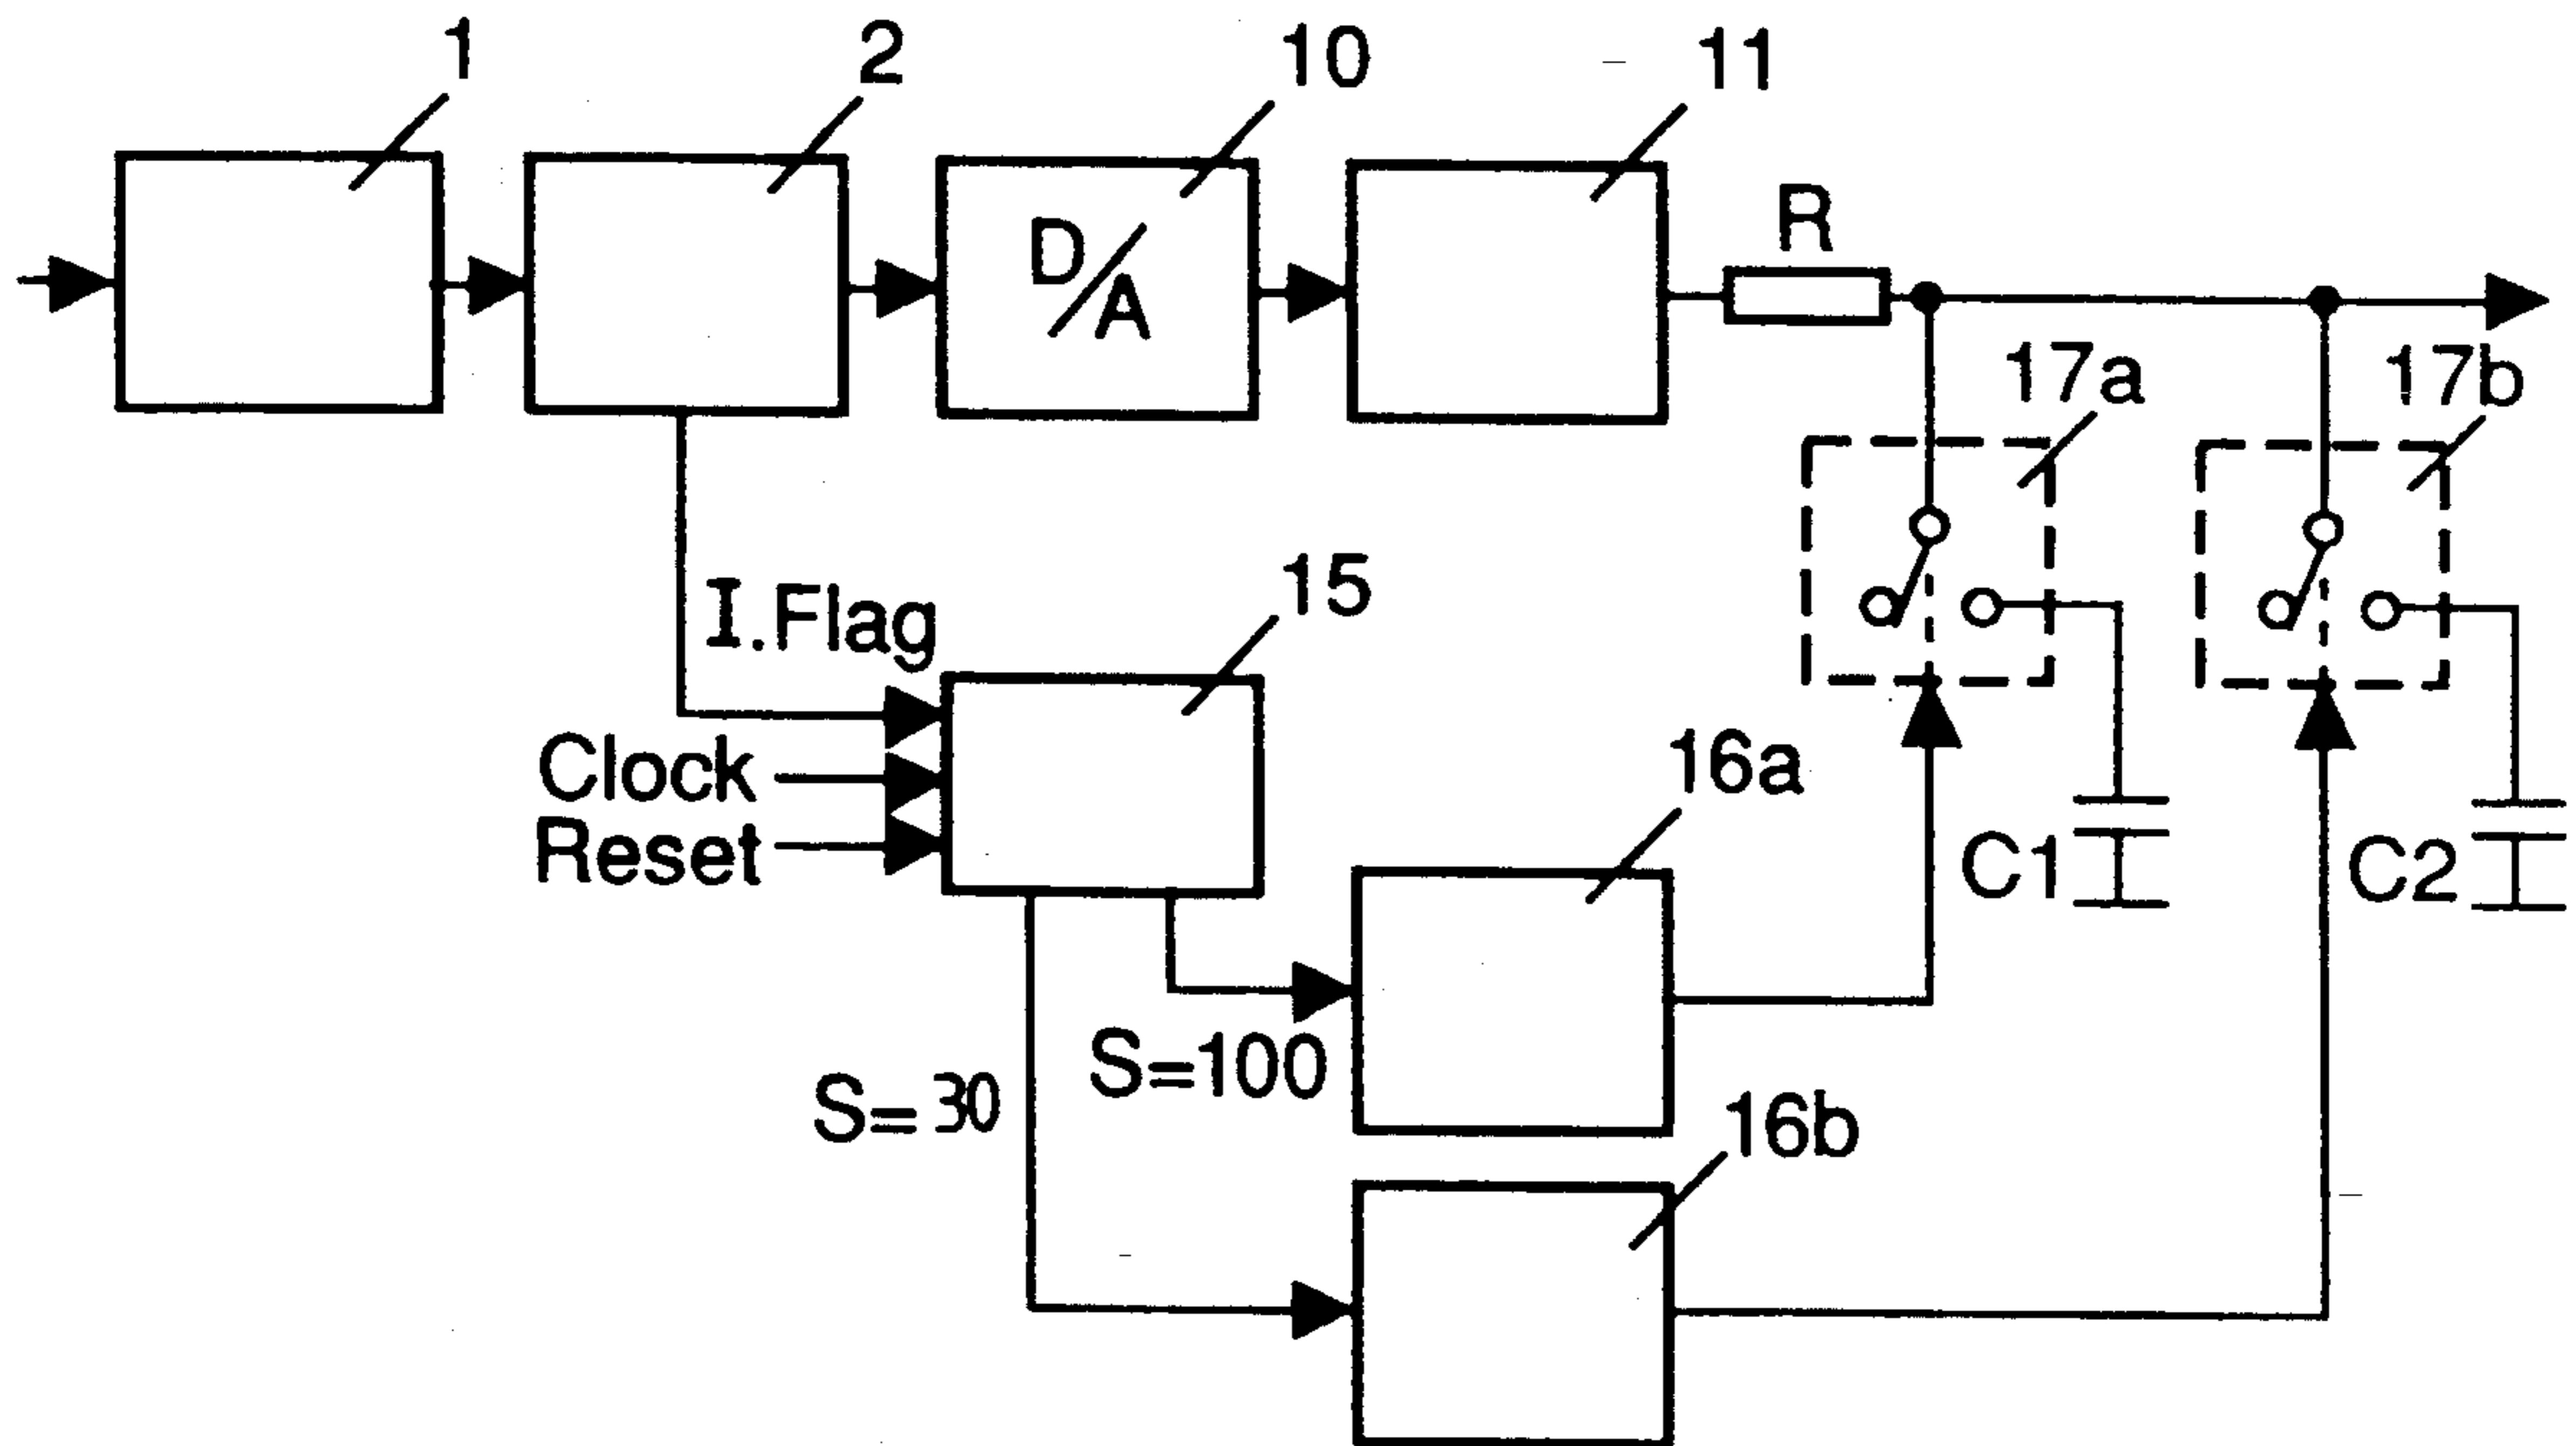 1
2
10
11
D/A
R
17a
17b
I.Flag
15
Clock
Reset
16a
C1
C2
S=100
S=30
16b